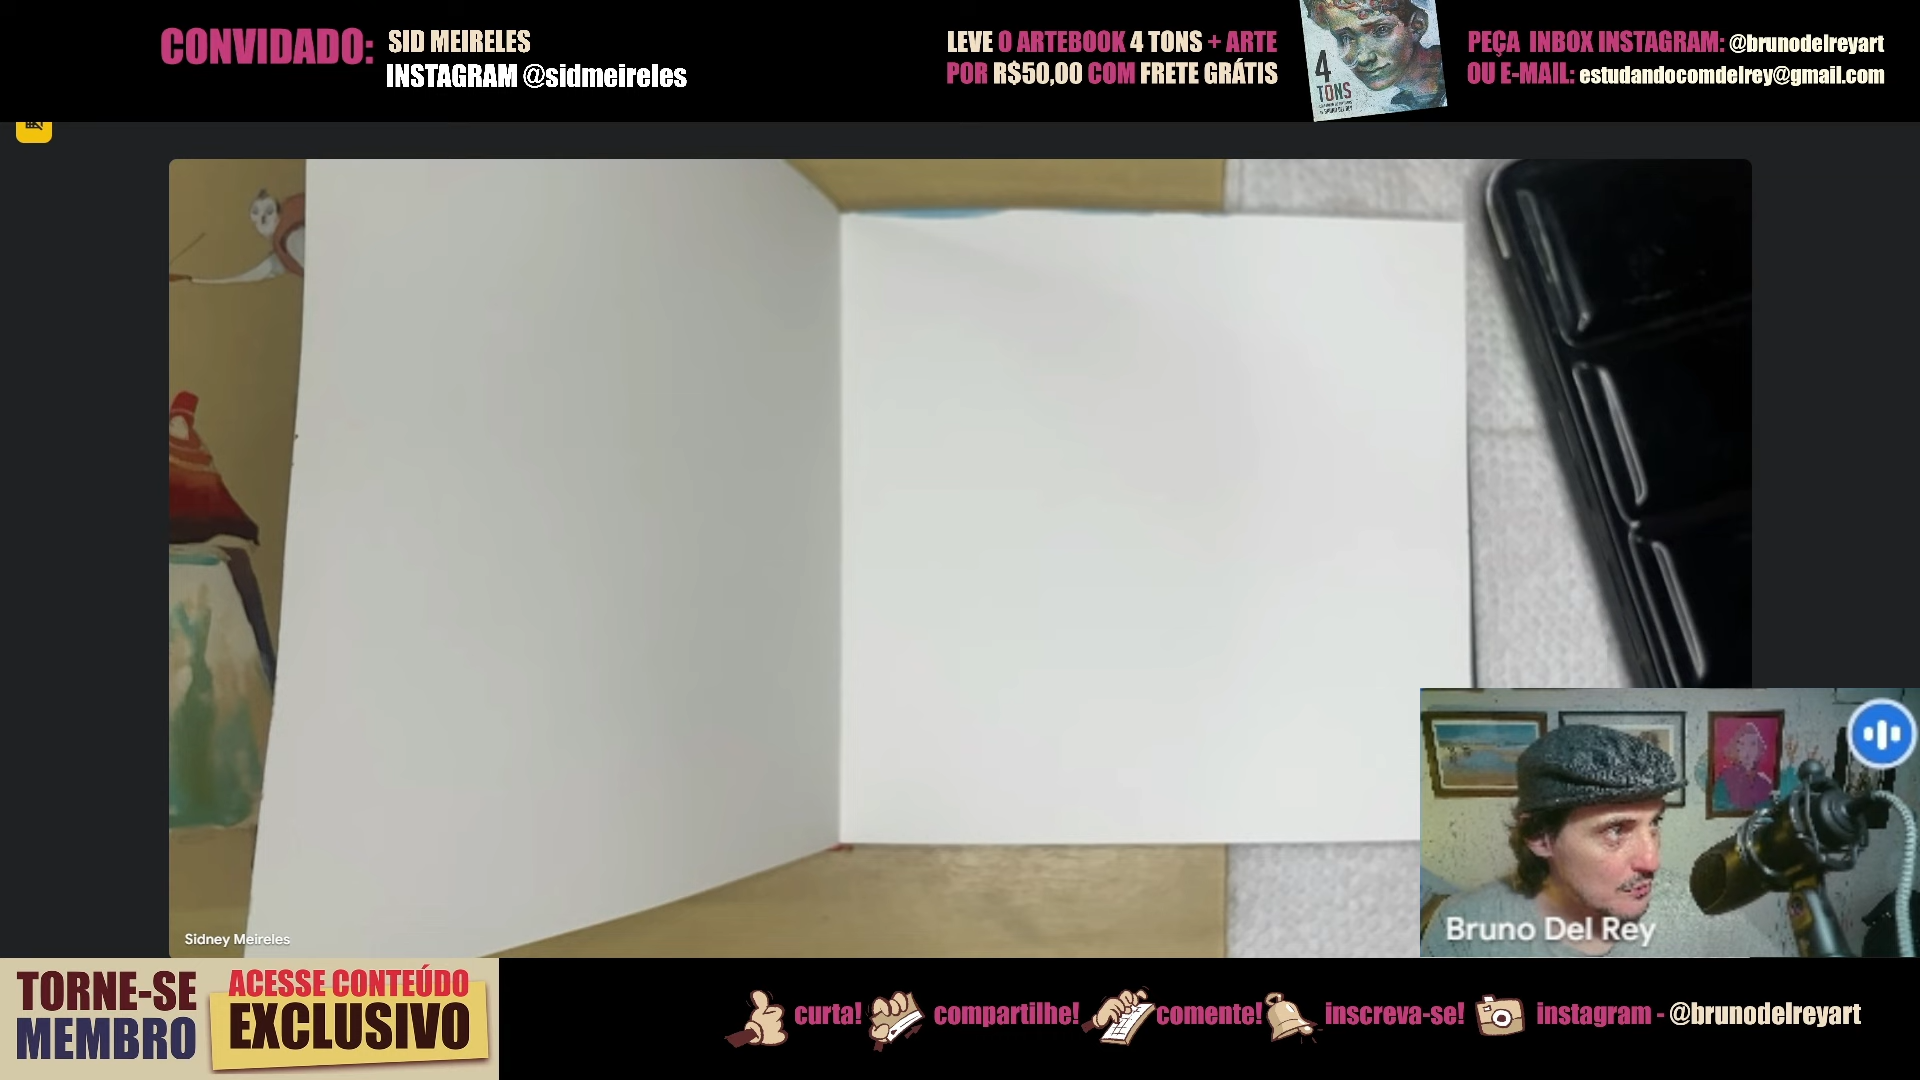 CONVIDADO: SID MEIRELES
INSTAGRAM @sidmeireles
LEVE O ARTEBOOK 4 TONS + ARTE
POR R$50,00 COM FRETE GRÁTIS
4
TONS
PEÇA INBOX INSTAGRAM: @brunodelreyart
OU E-MAIL: estudandocomdelrey@gmail.com
Sidney Meireles
Bruno Del Rey
TORNE-SE
MEMBRO
ACESSE CONTEÚDO
EXCLUSIVO
curta! compartilhe! comente! inscreva-se! instagram - @brunodelreyart